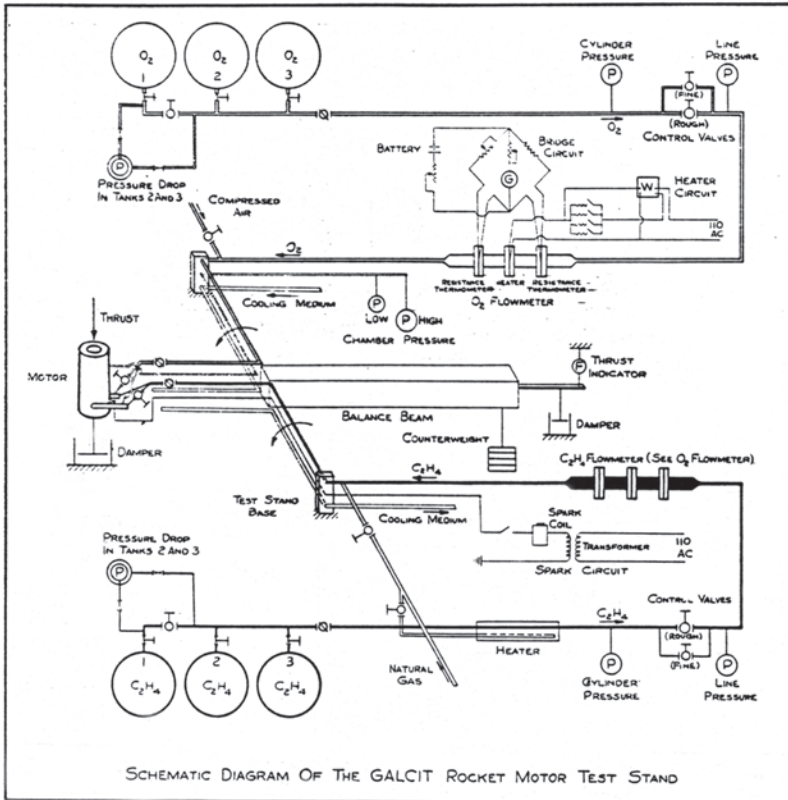 O2
1
O2
2
O2
3
CYLINDER
PRESSURE
P
LINE
PRESSURE
P
(FINE)
(ROUGH)
CONTROL VALVES
O2
P
PRESSURE DROP
IN TANKS 2 AND 3
BATTERY
BRIDGE
CIRCUIT
G
HEATER
CIRCUIT
W
110
AC
COMPRESSED
AIR
O2
RESISTANCE
THERMOMETER
HEATER
RESISTANCE
THERMOMETER
O2 FLOWMETER
COOLING MEDIUM
P
LOW
P
HIGH
CHAMBER PRESSURE
THRUST
MOTOR
DAMPER
F
THRUST
INDICATOR
BALANCE BEAM
DAMPER
COUNTERWEIGHT
C2H4
C2H4 FLOWMETER (SEE O2 FLOWMETER)
TEST STAND
BASE
COOLING MEDIUM
SPARK
COIL
TRANSFORMER
110
AC
SPARK CIRCUIT
PRESSURE DROP
IN TANKS 2 AND 3
P
CONTROL VALVES
C2H4
(ROUGH)
(FINE)
HEATER
NATURAL
GAS
P
CYLINDER
PRESSURE
P
LINE
PRESSURE
1
C2H4
2
C2H4
3
C2H4
SCHEMATIC DIAGRAM OF THE GALCIT ROCKET MOTOR TEST STAND